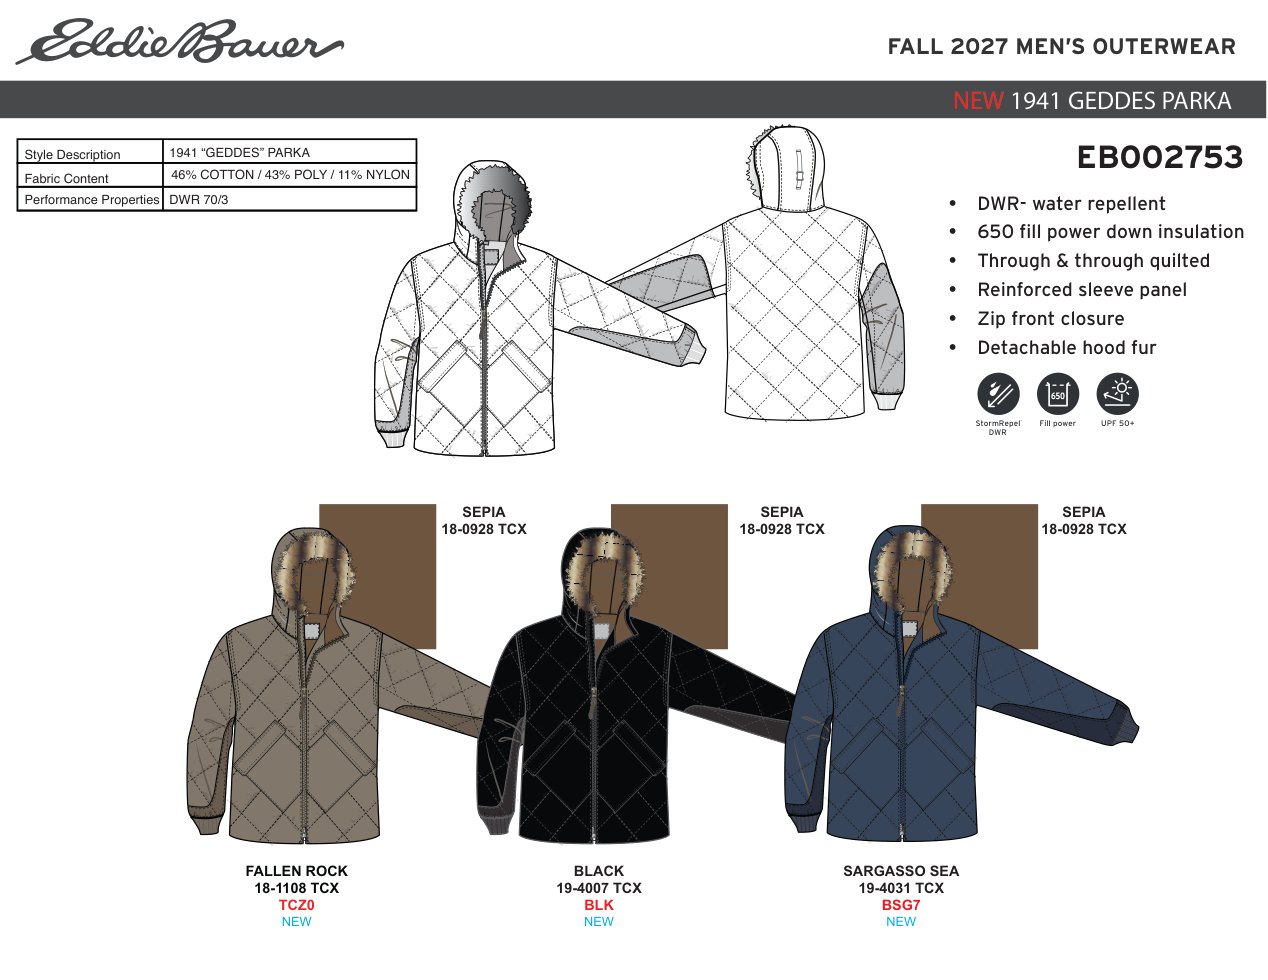 Eddie Bauer
FALL 2027 MEN'S OUTERWEAR
NEW 1941 GEDDES PARKA
Style Description 1941 “GEDDES” PARKA
Fabric Content 46% COTTON / 43% POLY / 11% NYLON
Performance Properties DWR 70/3
EB002753
• DWR- water repellent
• 650 fill power down insulation
• Through & through quilted
• Reinforced sleeve panel
• Zip front closure
• Detachable hood fur
650
StormRepel Fill power UPF 50+
DWR
SEPIA SEPIA SEPIA
18-0928 TCX 18-0928 TCX 18-0928 TCX
FALLEN ROCK BLACK SARGASSO SEA
18-1108 TCX 19-4007 TCX 19-4031 TCX
TCZ0 BLK BSG7
NEW NEW NEW